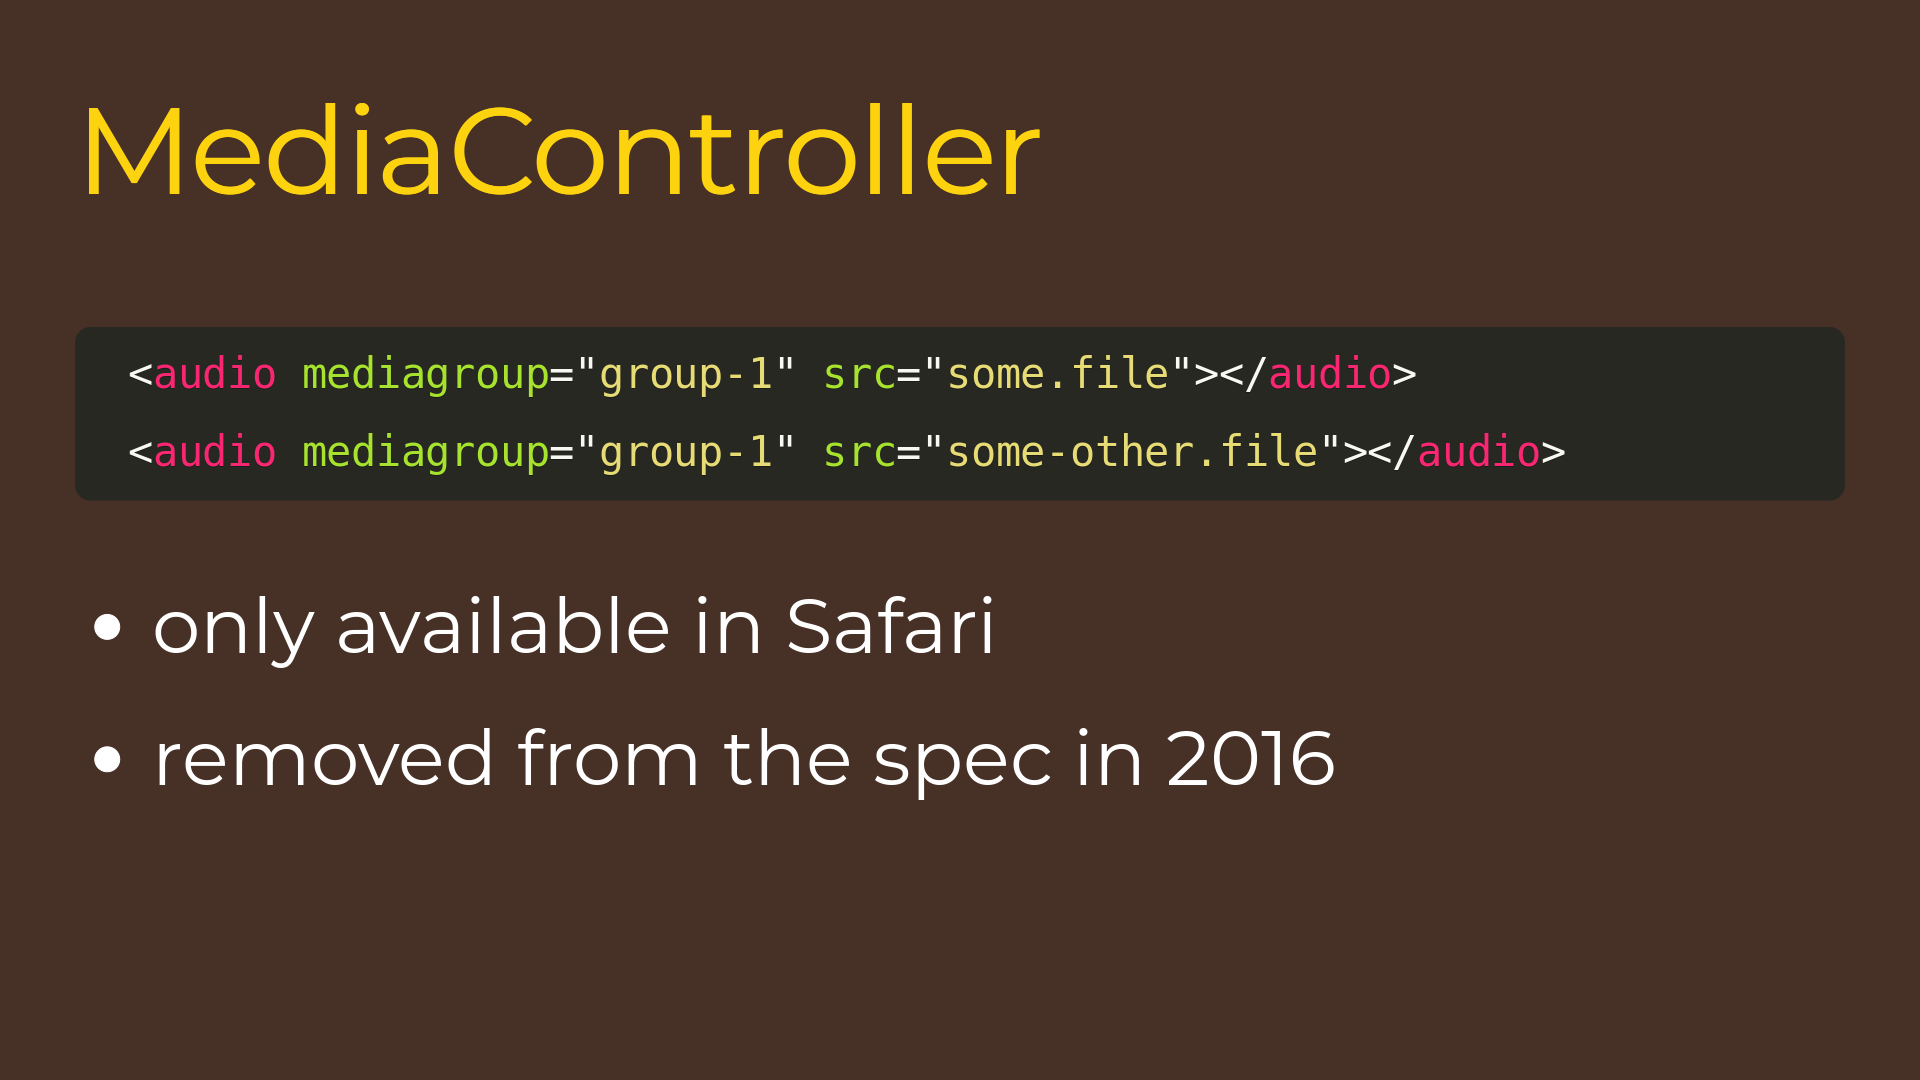 MediaController
<audio mediagroup="group-1" src="some.file"></audio>
<audio mediagroup="group-1" src="some-other.file"></audio>
• only available in Safari
• removed from the spec in 2016